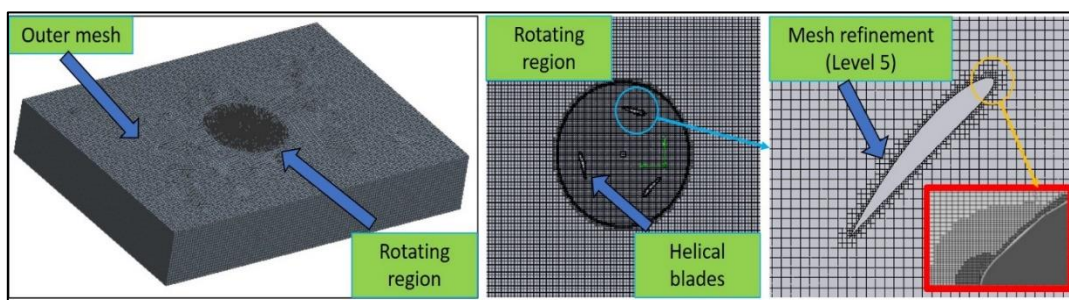 Outer mesh
Rotating
region
Rotating
region
Helical
blades
Mesh refinement
(Level 5)